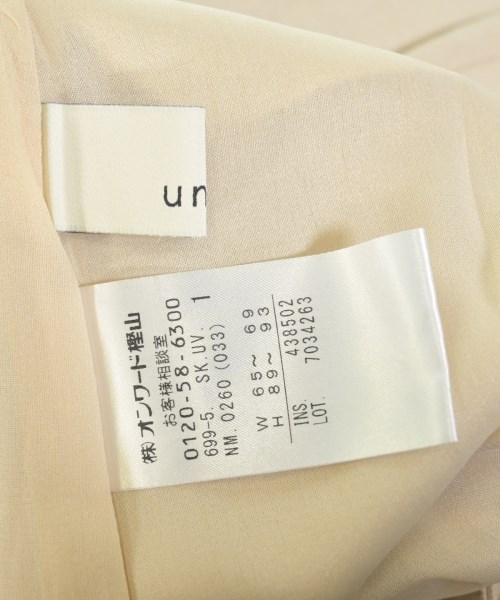 un
㈱オンワード樫山
お客様相談室
0120-58-6300
699-5. SK.UV. 1
NM. 0260 (033)
W 65～ 69
H 89～ 93
INS. 438502
LOT. 7034263